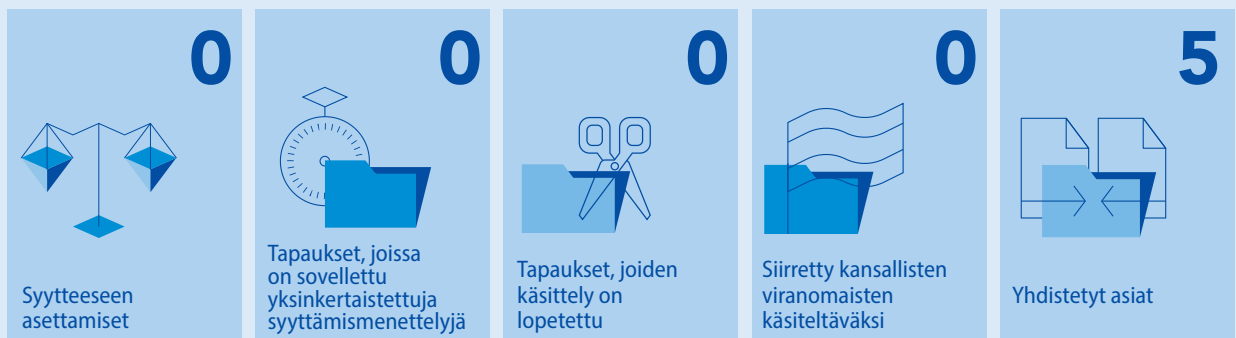 0
Syytteeseen
asettamiset
0
Tapaukset, joissa
on sovellettu
yksinkertaistettuja
syyttämismenettelyjä
0
Tapaukset, joiden
käsittely on
lopetettu
0
Siirretty kansallisten
viranomaisten
käsiteltäväksi
5
Yhdistetyt asiat